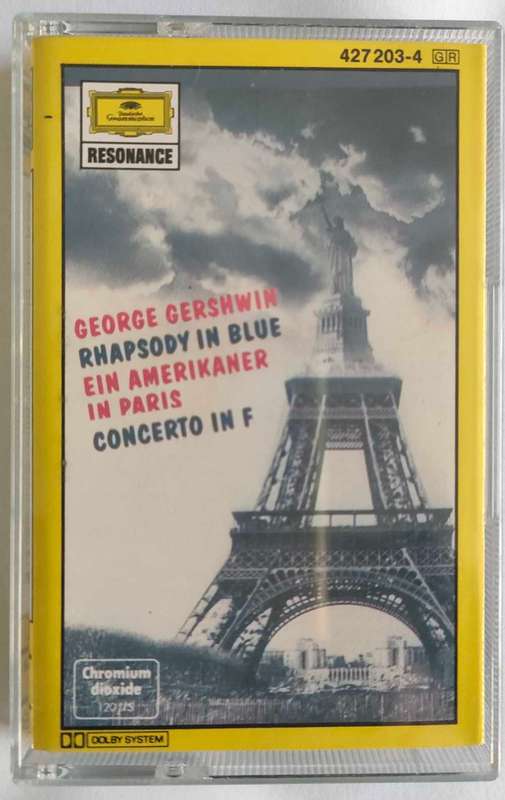 427 203-4 GR
Deutsche
Grammophon
RESONANCE
GEORGE GERSHWIN
RHAPSODY IN BLUE
EIN AMERIKANER
IN PARIS
CONCERTO IN F
Chromium
dioxide
120µS
DOLBY SYSTEM